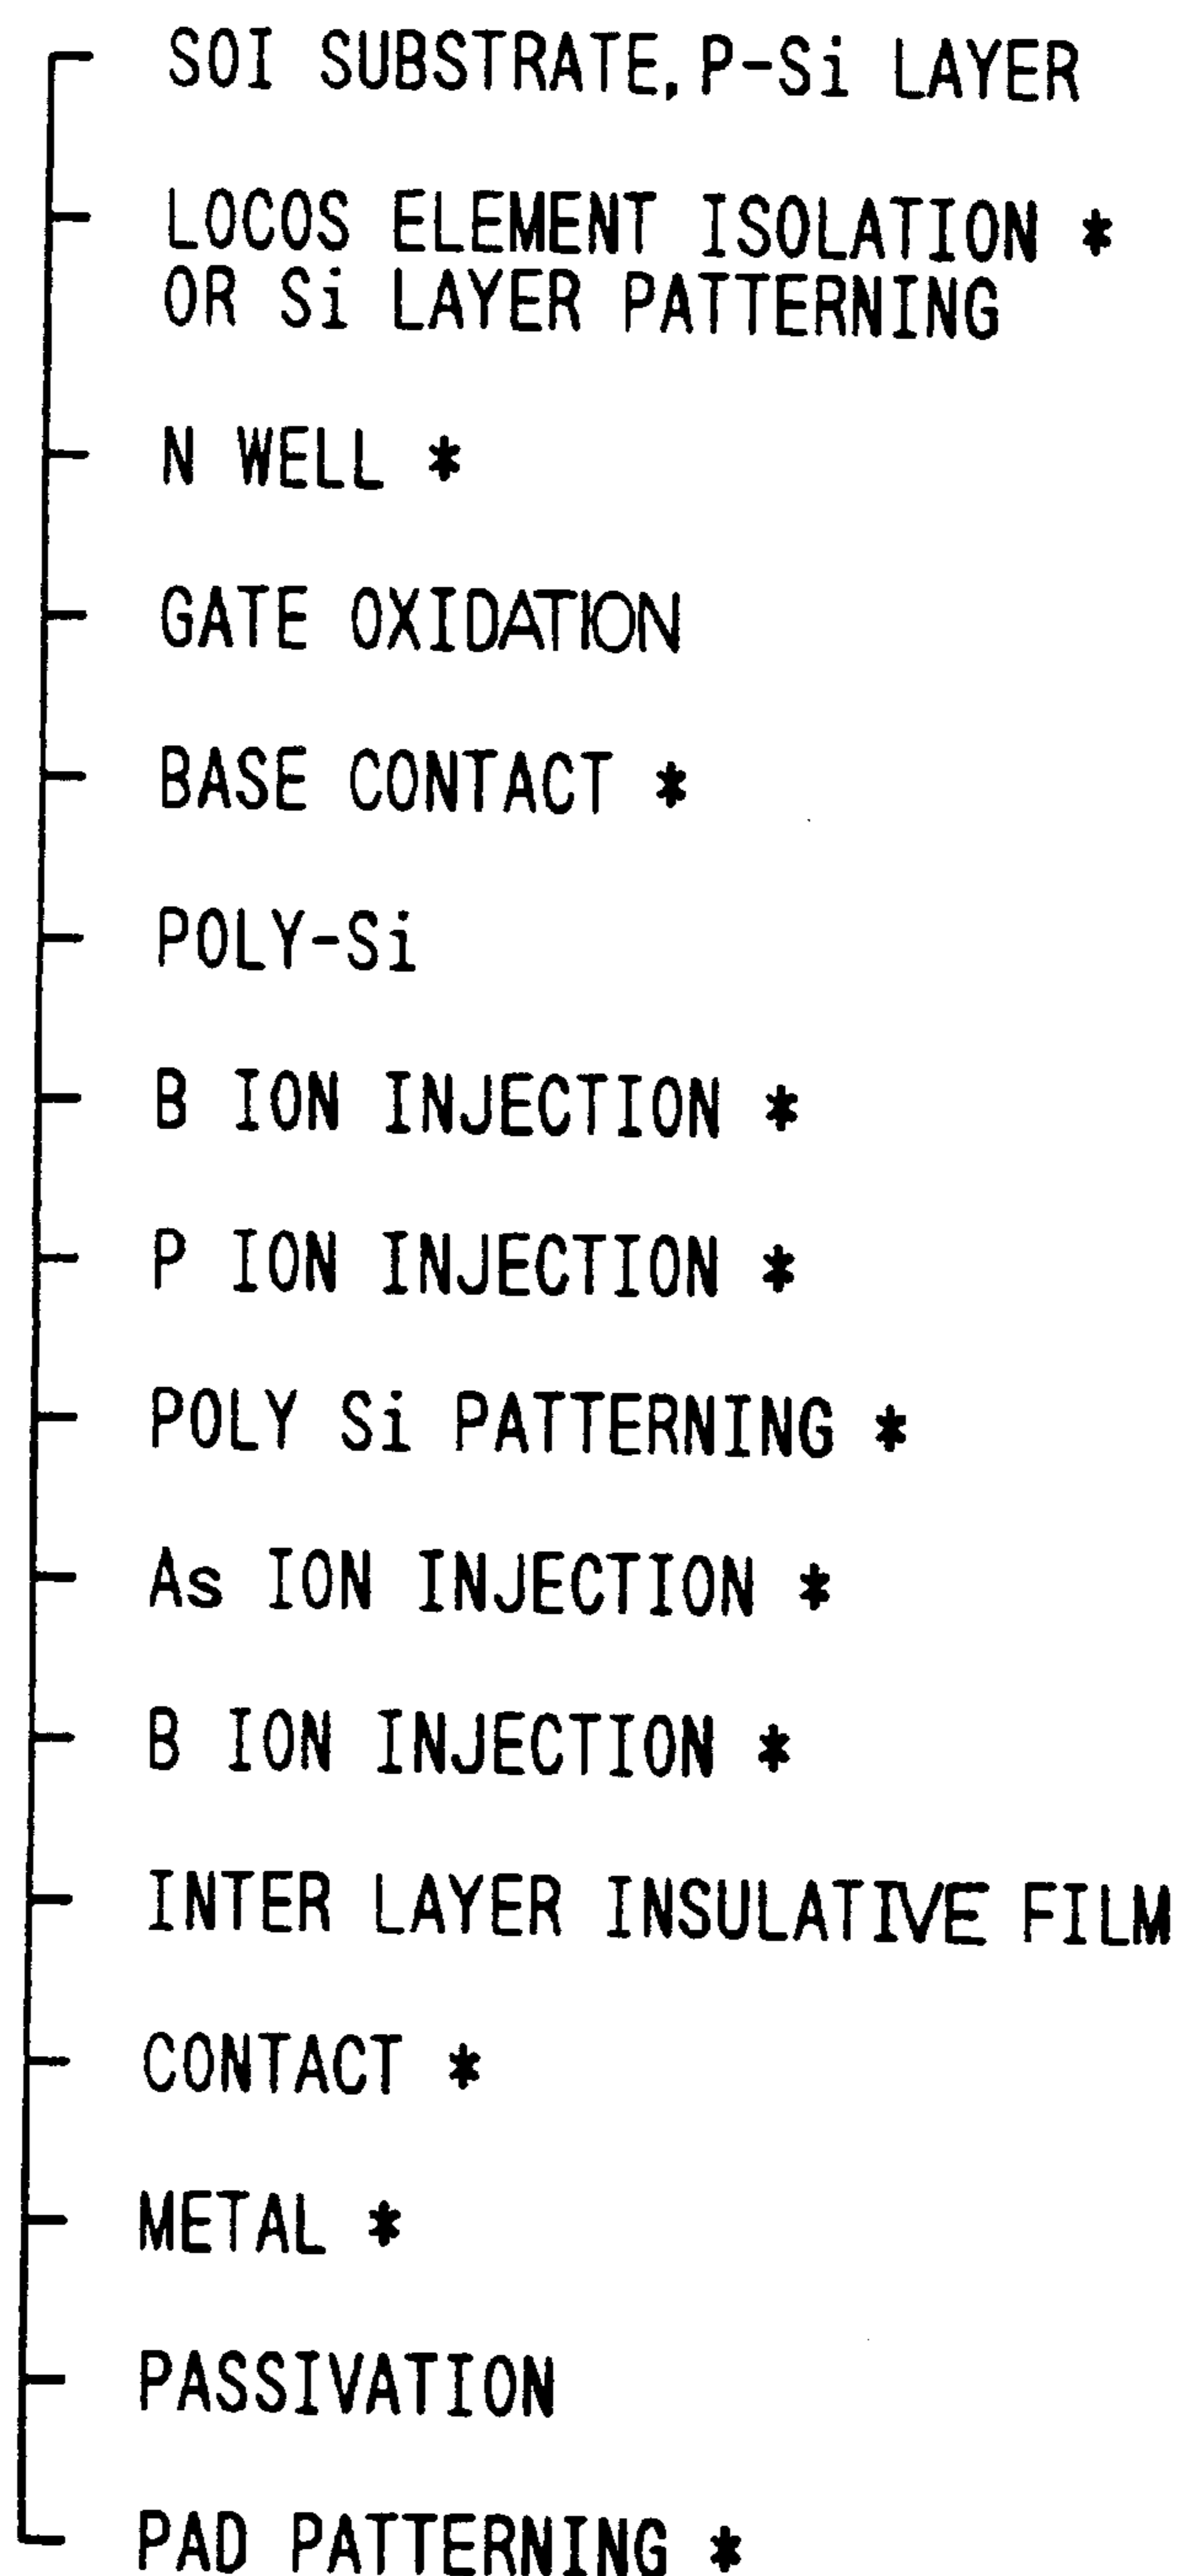 SOI SUBSTRATE, P-Si LAYER
LOCOS ELEMENT ISOLATION *
OR Si LAYER PATTERNING
N WELL *
GATE OXIDATION
BASE CONTACT *
POLY-Si
B ION INJECTION *
P ION INJECTION *
POLY Si PATTERNING *
As ION INJECTION *
B ION INJECTION *
INTER LAYER INSULATIVE FILM
CONTACT *
METAL *
PASSIVATION
PAD PATTERNING *